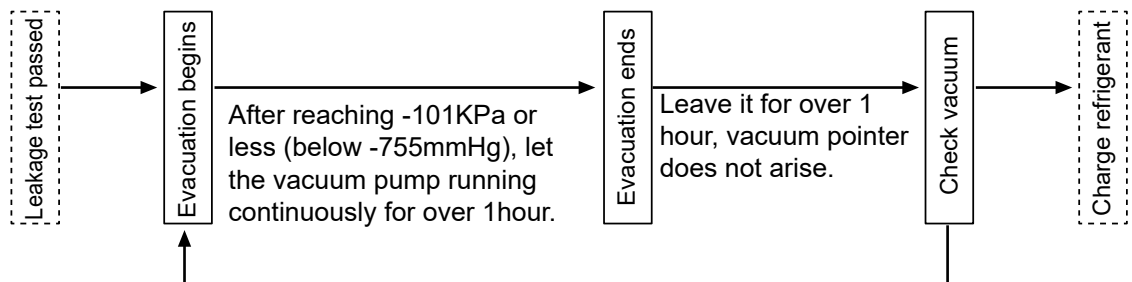 Leakage test passed
Evacuation begins
After reaching -101KPa or
less (below -755mmHg), let
the vacuum pump running
continuously for over 1hour.
Evacuation ends
Leave it for over 1
hour, vacuum pointer
does not arise.
Check vacuum
Charge refrigerant